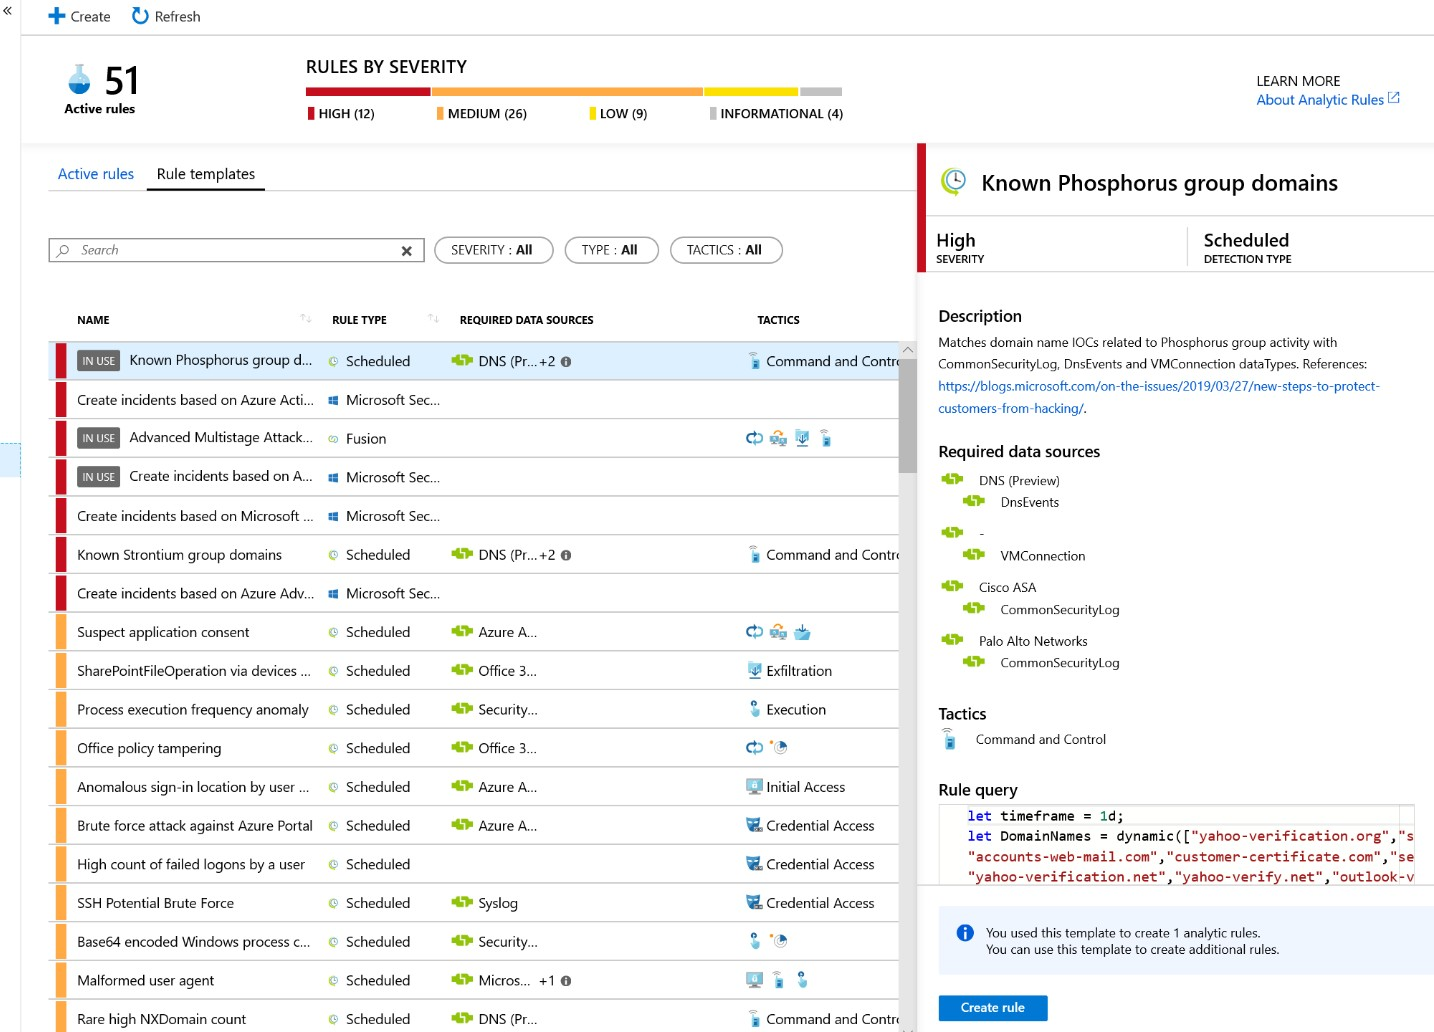 «
Create
Refresh
51
Active rules
RULES BY SEVERITY
HIGH (12)
MEDIUM (26)
LOW (9)
INFORMATIONAL (4)
LEARN MORE
About Analytic Rules
Active rules
Rule templates
Search
SEVERITY : All
TYPE : All
TACTICS : All
NAME
RULE TYPE
REQUIRED DATA SOURCES
TACTICS
IN USE Known Phosphorus group d... Scheduled DNS (Pr... +2 Command and Contr
Create incidents based on Azure Acti... Microsoft Sec...
IN USE Advanced Multistage Attack... Fusion
IN USE Create incidents based on A... Microsoft Sec...
Create incidents based on Microsoft ... Microsoft Sec...
Known Strontium group domains Scheduled DNS (Pr... +2 Command and Contr
Create incidents based on Azure Adv... Microsoft Sec...
Suspect application consent Scheduled Azure A...
SharePointFileOperation via devices ... Scheduled Office 3... Exfiltration
Process execution frequency anomaly Scheduled Security... Execution
Office policy tampering Scheduled Office 3...
Anomalous sign-in location by user ... Scheduled Azure A... Initial Access
Brute force attack against Azure Portal Scheduled Azure A... Credential Access
High count of failed logons by a user Scheduled Credential Access
SSH Potential Brute Force Scheduled Syslog Credential Access
Base64 encoded Windows process c... Scheduled Security...
Malformed user agent Scheduled Micros... +1
Rare high NXDomain count Scheduled DNS (Pr... Command and Contr
Known Phosphorus group domains
High
SEVERITY
Scheduled
DETECTION TYPE
Description
Matches domain name IOCs related to Phosphorus group activity with
CommonSecurityLog, DnsEvents and VMConnection dataTypes. References:
https://blogs.microsoft.com/on-the-issues/2019/03/27/new-steps-to-protect-
customers-from-hacking/.
Required data sources
DNS (Preview)
DnsEvents
-
VMConnection
Cisco ASA
CommonSecurityLog
Palo Alto Networks
CommonSecurityLog
Tactics
Command and Control
Rule query
let timeframe = 1d;
let DomainNames = dynamic(["yahoo-verification.org","s
"accounts-web-mail.com","customer-certificate.com","se
"yahoo-verification.net","yahoo-verify.net","outlook-v
You used this template to create 1 analytic rules.
You can use this template to create additional rules.
Create rule